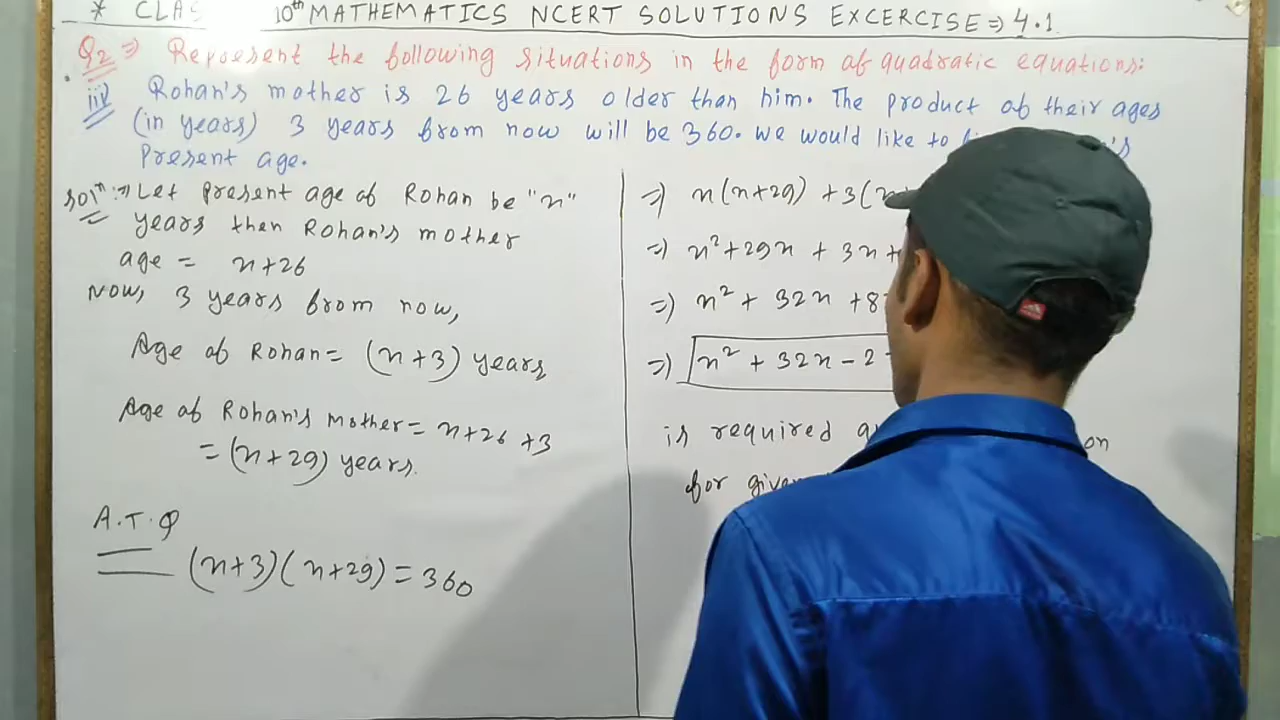 * CLAS 10th MATHEMATICS NCERT SOLUTIONS EXCERCISE ⇒ 4.1
Q2 ⇒ Represent the following situations in the form of quadratic equations:
iii) Rohan's mother is 26 years older than him. The product of their ages
(in years) 3 years from now will be 360. We would like to
Present age.
Solⁿ :⇒ Let present age of Rohan be "x"
years then Rohan's mother
age = x+26
Now, 3 years from now,
Age of Rohan = (x+3) years
Age of Rohan's mother = x+26+3
= (x+29) years.
A.T.Q
(x+3)(x+29) = 360
⇒) x(x+29) + 3(x
⇒) x² + 29x + 3x +
⇒) x² + 32x + 8
⇒) x² + 32x - 2
is required
for given